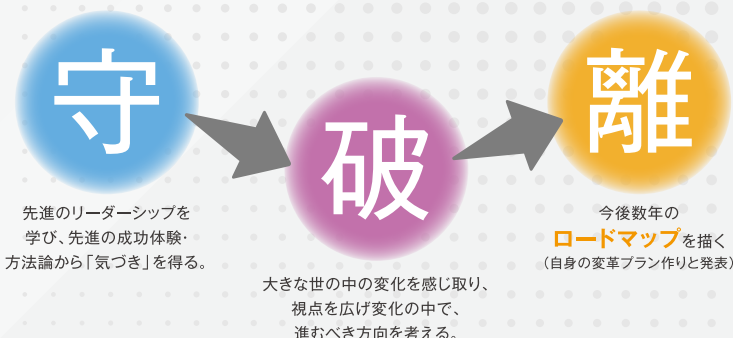 守
先進のリーダーシップを
学び、先進の成功体験・
方法論から「気づき」を得る。
破
大きな世の中の変化を感じ取り、
視点を広げ変化の中で、
進むべき方向を考える。
離
今後数年の
ロードマップを描く
（自身の変革プラン作りと発表）